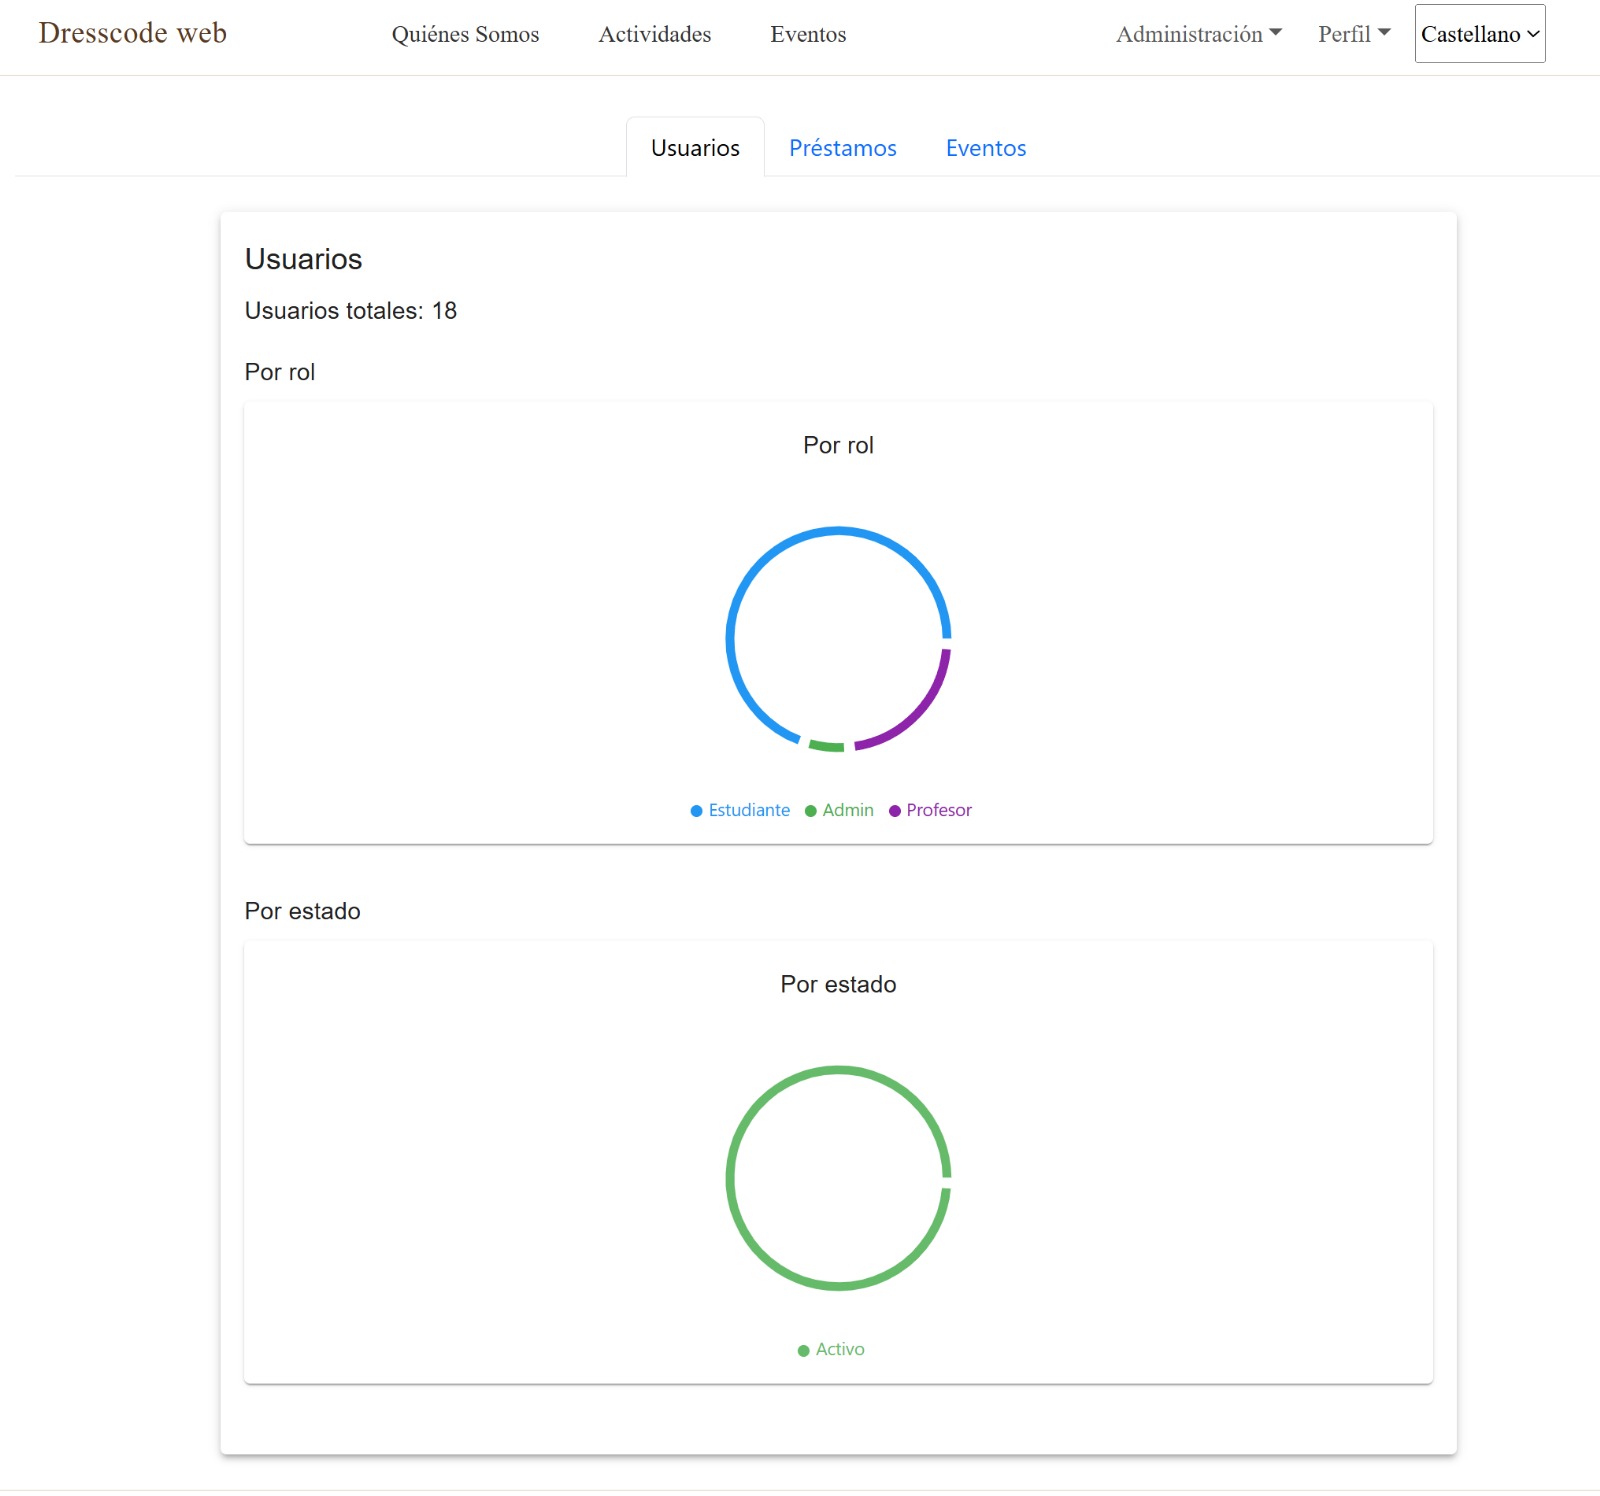 Dresscode web Quiénes Somos Actividades Eventos Administración Perfil Castellano
Usuarios Préstamos Eventos
Usuarios
Usuarios totales: 18
Por rol
Por rol
Estudiante Admin Profesor
Por estado
Por estado
Activo